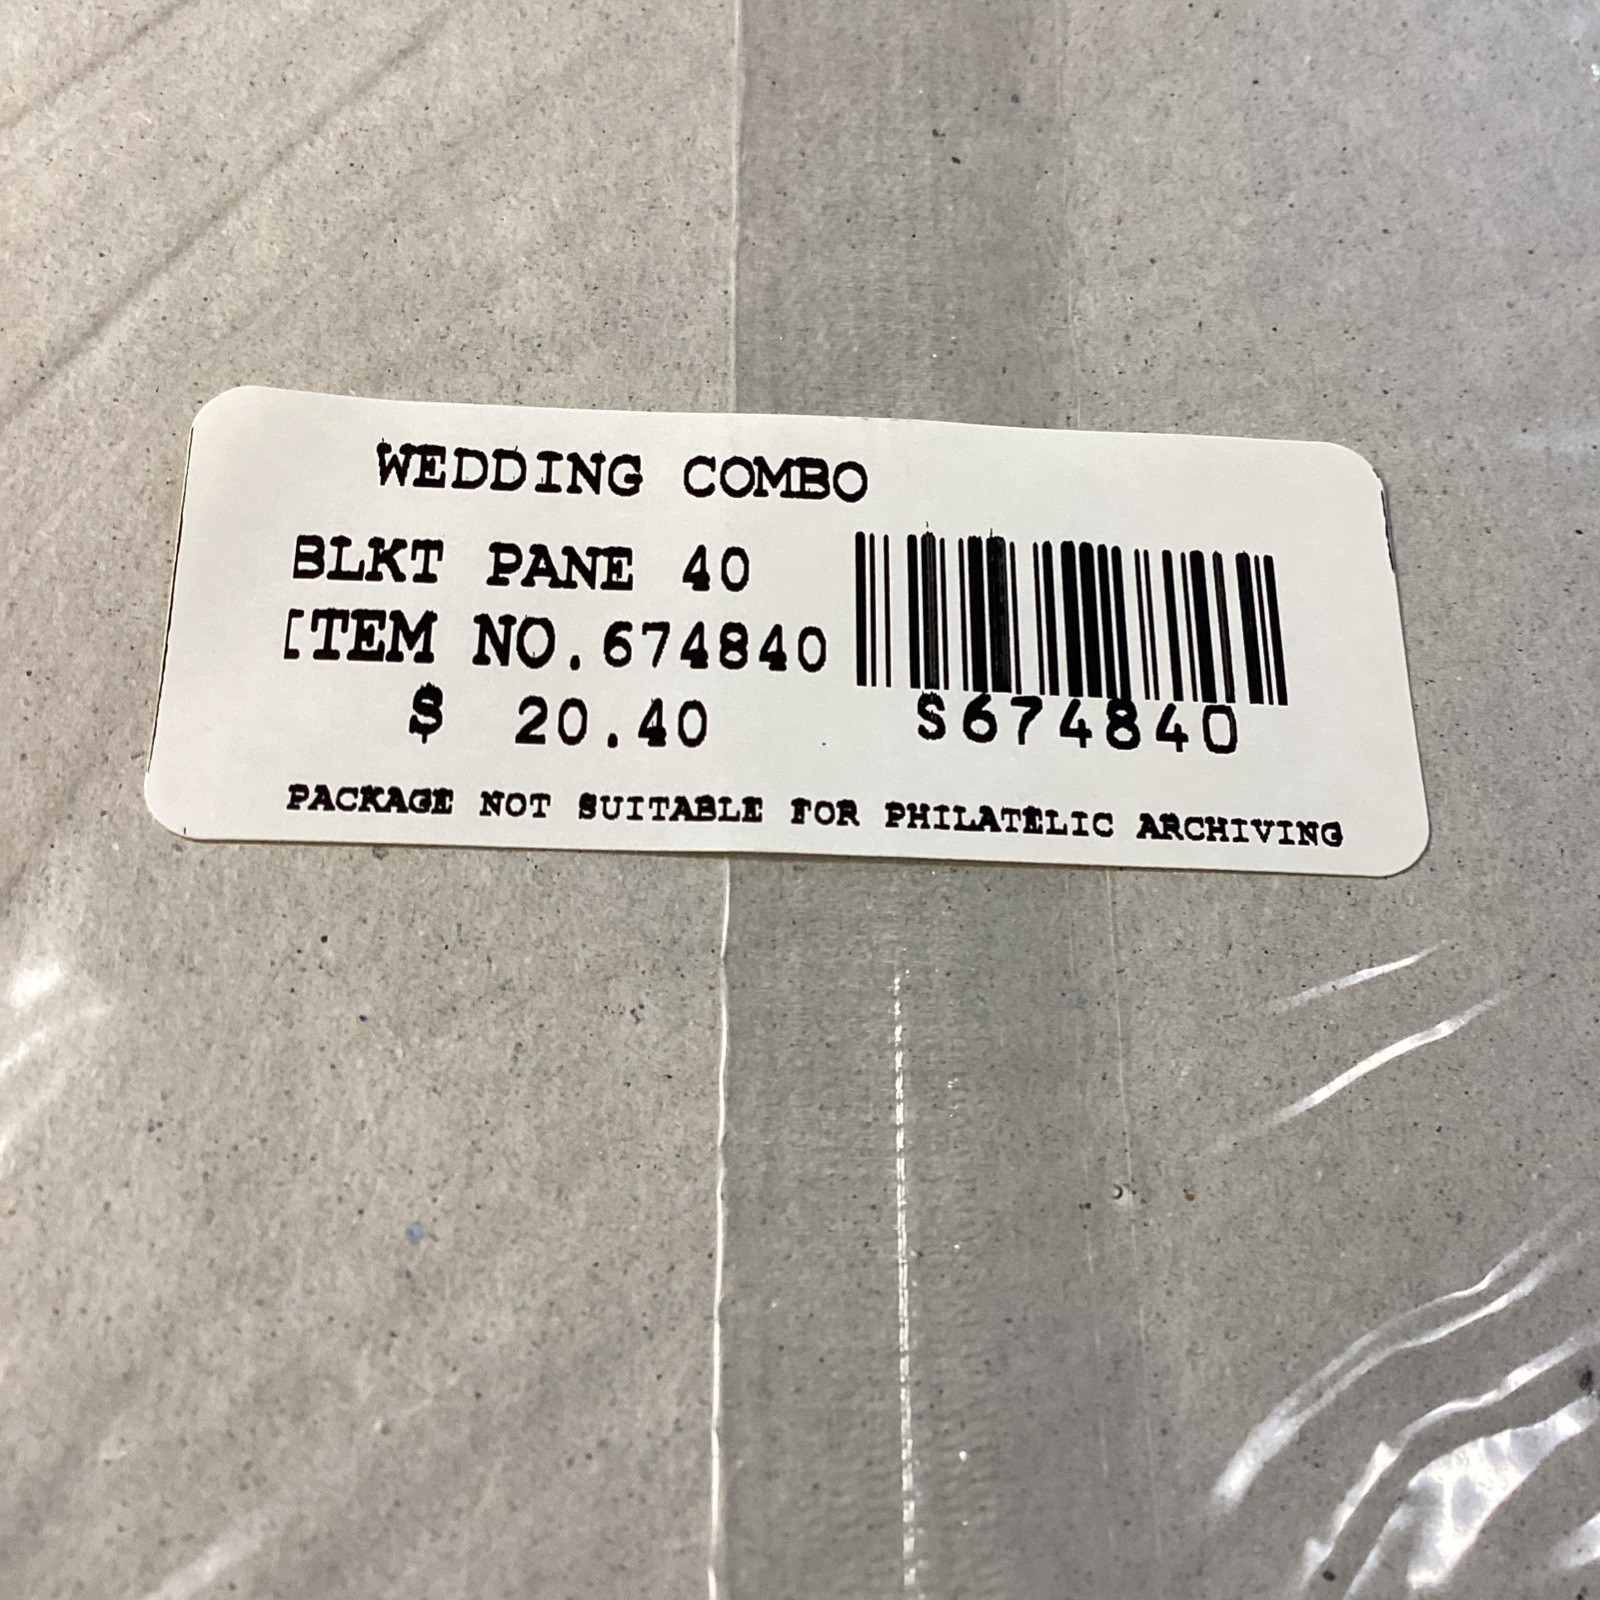 WEDDING COMBO
BLKT PANE 40
ITEM NO.674840
$ 20.40
S674840
PACKAGE NOT SUITABLE FOR PHILATELIC ARCHIVING